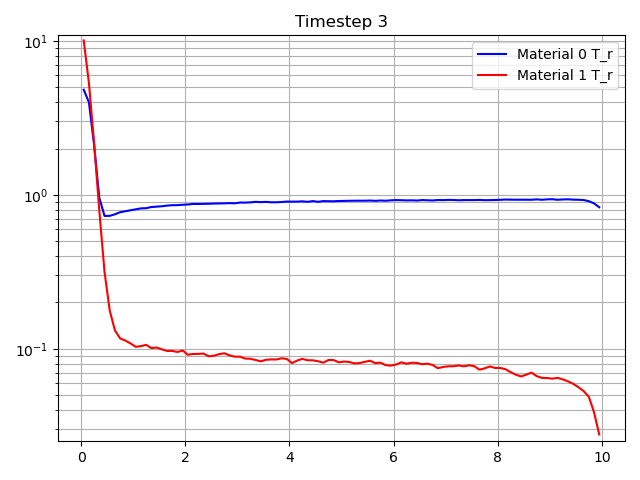 Timestep 3
Material 0 T_r
Material 1 T_r
10¹
10⁰
10⁻¹
0 2 4 6 8 10